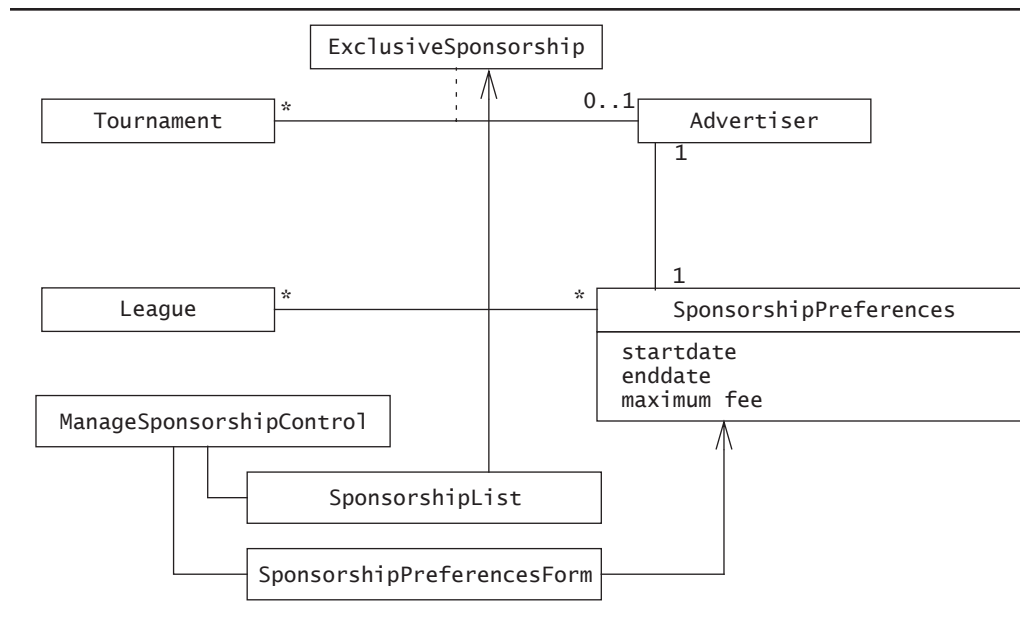 ExclusiveSponsorship
* 0..1
Tournament Advertiser
1
1
* *
League SponsorshipPreferences
startdate
enddate
maximum fee
ManageSponsorshipControl
SponsorshipList
SponsorshipPreferencesForm